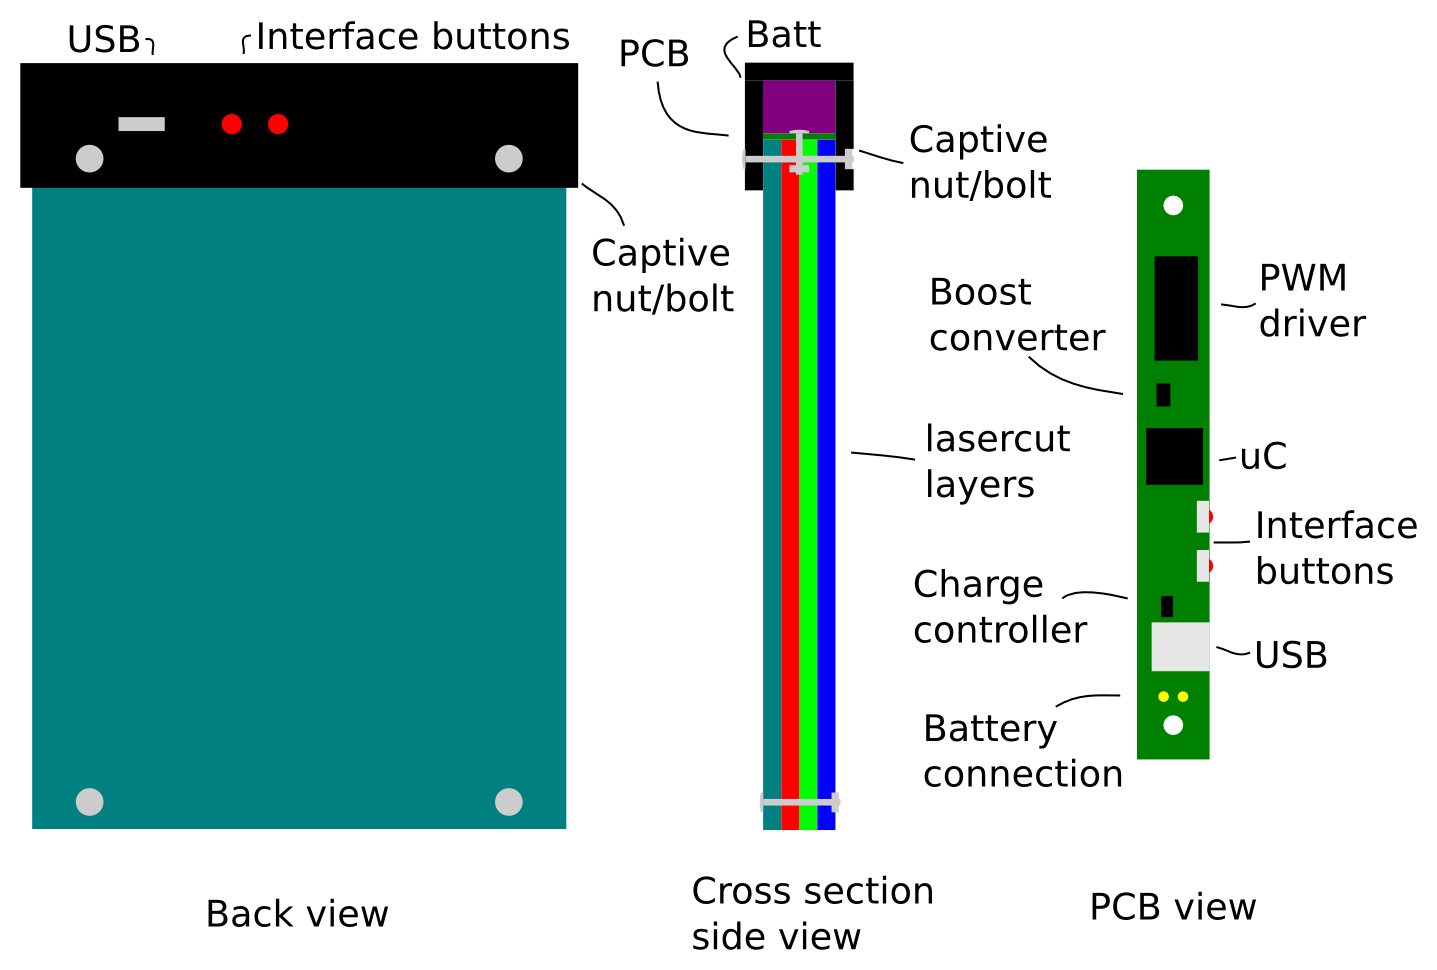 USB
Interface buttons
PCB
Batt
Captive
nut/bolt
Captive
nut/bolt
Boost
converter
PWM
driver
lasercut
layers
uC
Interface
buttons
Charge
controller
USB
Battery
connection
Back view
Cross section
side view
PCB view